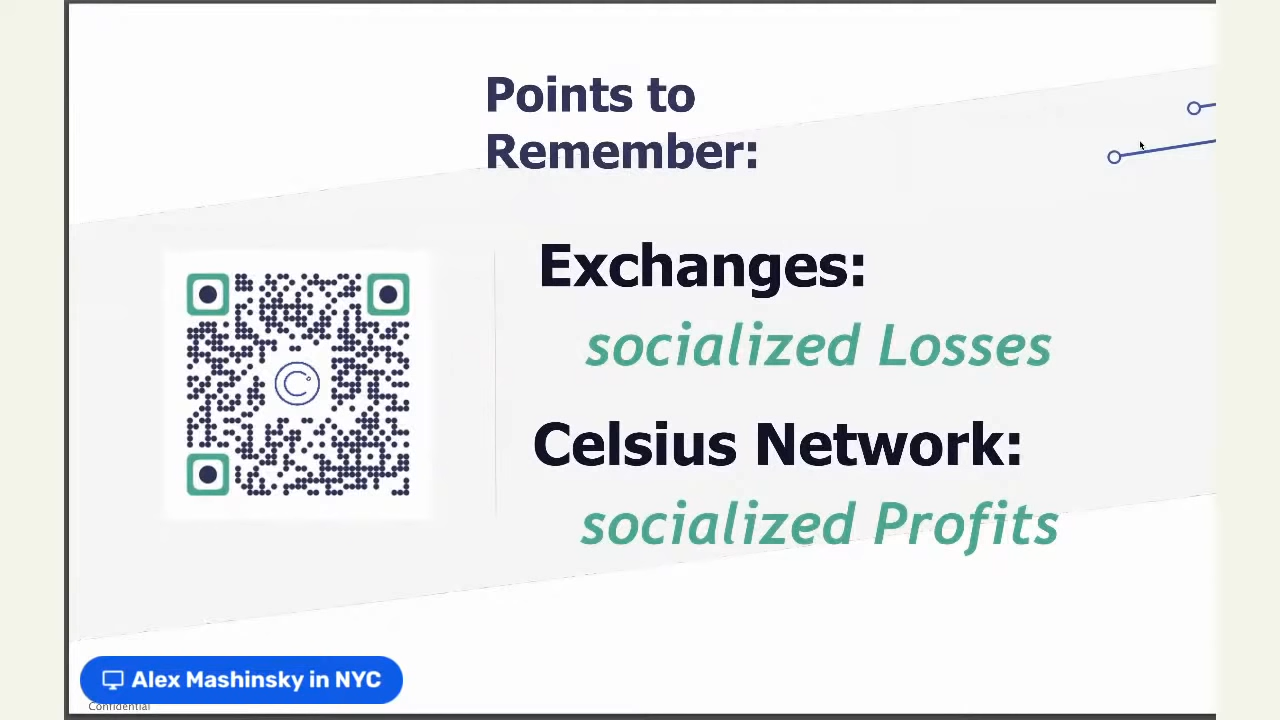 Points to
Remember:
Exchanges:
socialized Losses
Celsius Network:
socialized Profits
Alex Mashinsky in NYC
Confidential